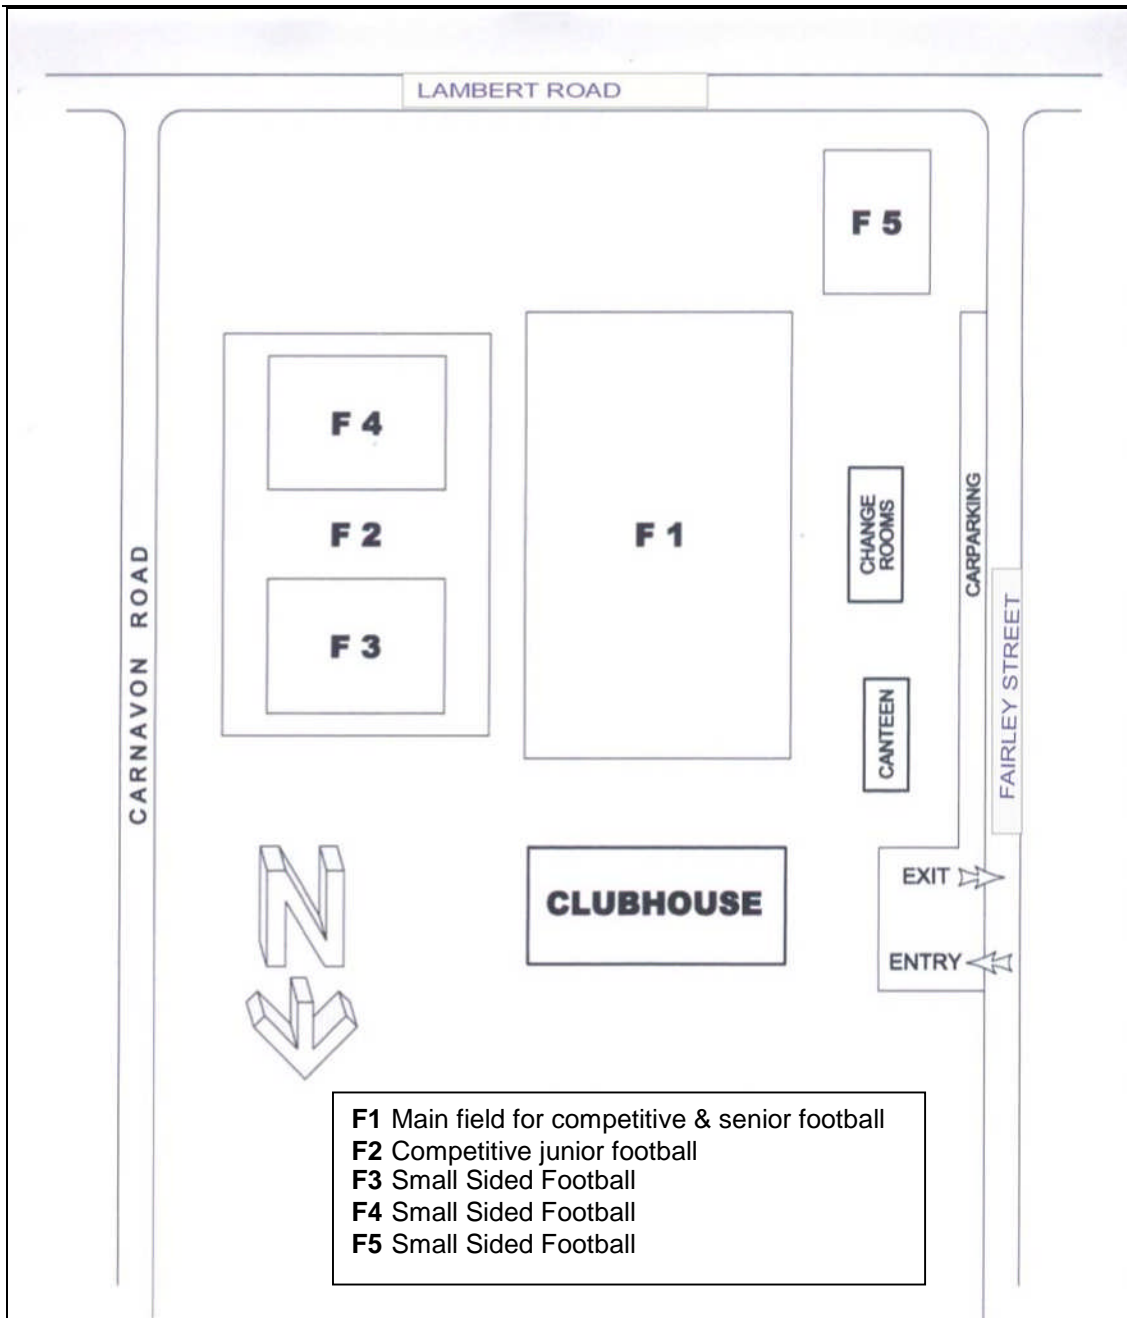 LAMBERT ROAD
F 5
F 4
F 2
F 1
F 3
CHANGE
ROOMS
CARPARKING
CANTEEN
CARNAVON ROAD
FAIRLEY STREET
EXIT
CLUBHOUSE
ENTRY
N
F1 Main field for competitive & senior football
F2 Competitive junior football
F3 Small Sided Football
F4 Small Sided Football
F5 Small Sided Football